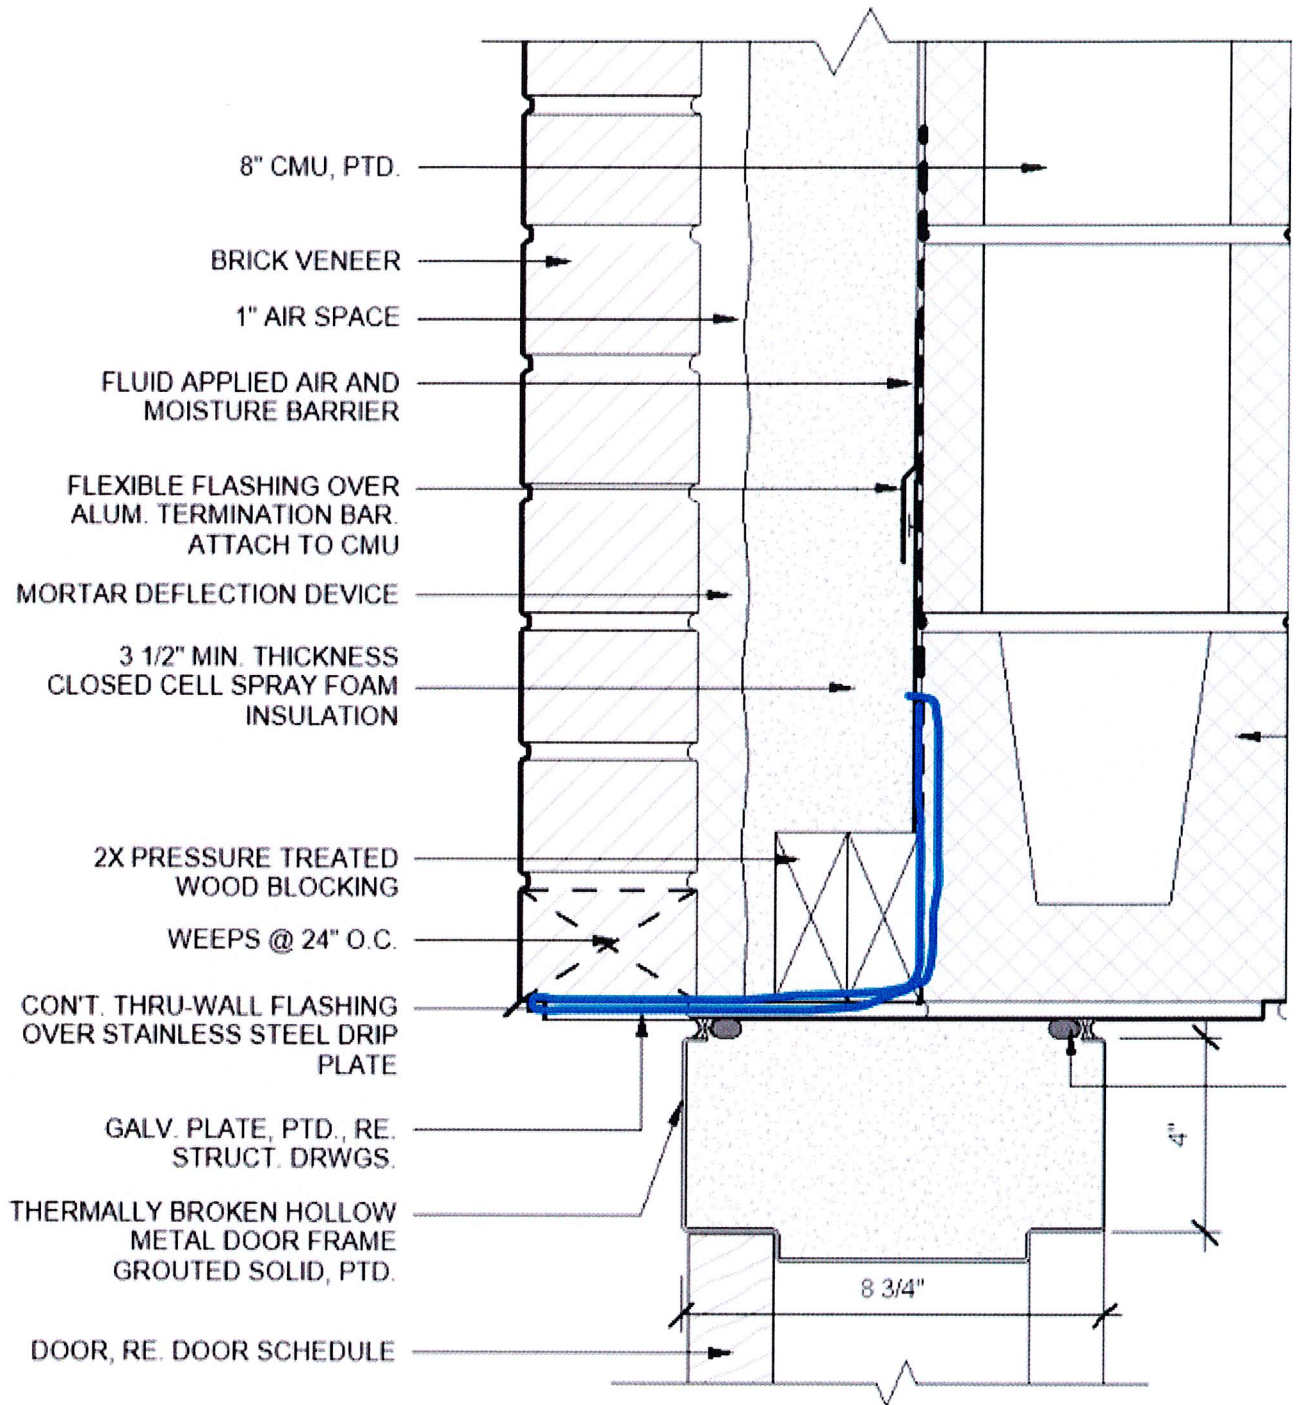 8" CMU, PTD.
BRICK VENEER
1" AIR SPACE
FLUID APPLIED AIR AND
MOISTURE BARRIER
FLEXIBLE FLASHING OVER
ALUM. TERMINATION BAR.
ATTACH TO CMU
MORTAR DEFLECTION DEVICE
3 1/2" MIN. THICKNESS
CLOSED CELL SPRAY FOAM
INSULATION
2X PRESSURE TREATED
WOOD BLOCKING
WEEPS @ 24" O.C.
CON'T. THRU-WALL FLASHING
OVER STAINLESS STEEL DRIP
PLATE
GALV. PLATE, PTD., RE.
STRUCT. DRWGS.
4"
THERMALLY BROKEN HOLLOW
METAL DOOR FRAME
GROUTED SOLID, PTD.
8 3/4"
DOOR, RE. DOOR SCHEDULE